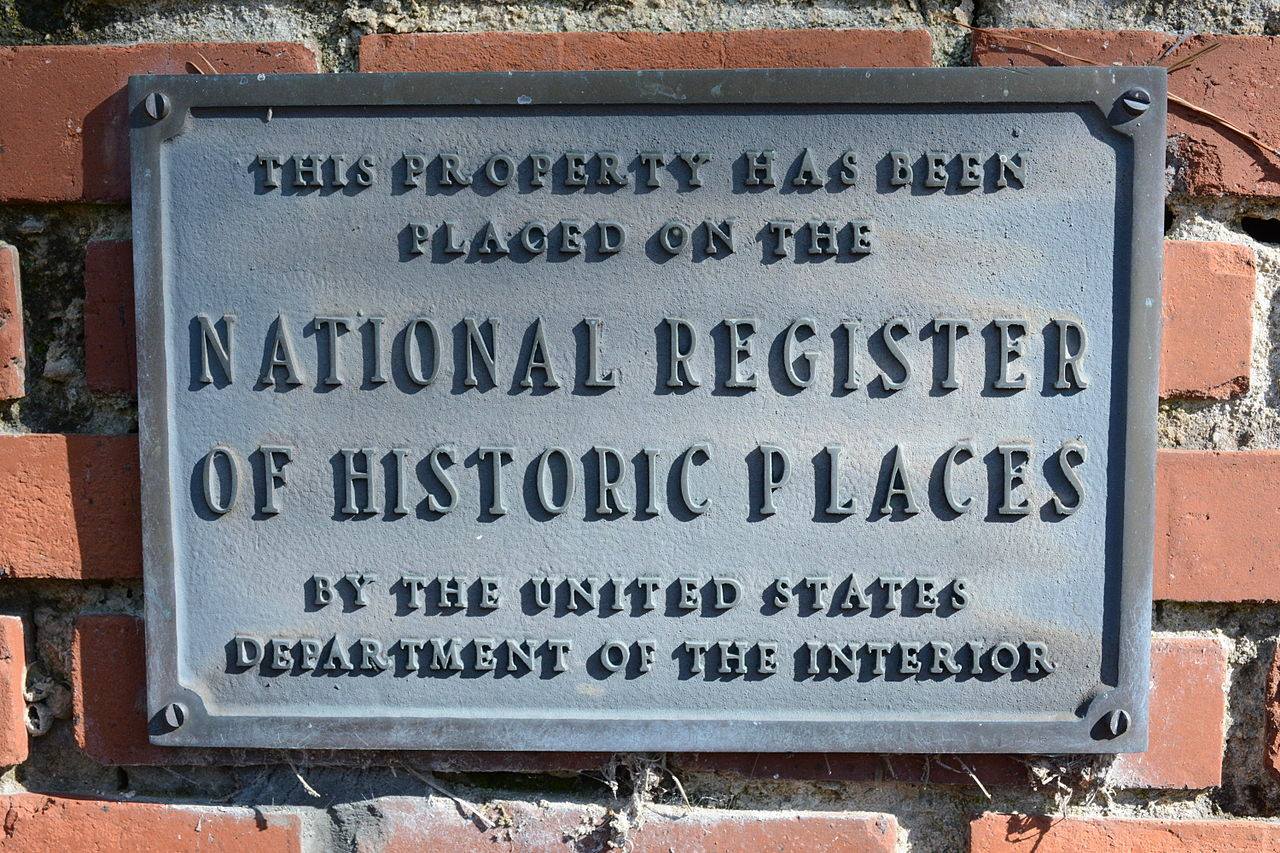 THIS PROPERTY HAS BEEN
PLACED ON THE
NATIONAL REGISTER
OF HISTORIC PLACES
BY THE UNITED STATES
DEPARTMENT OF THE INTERIOR